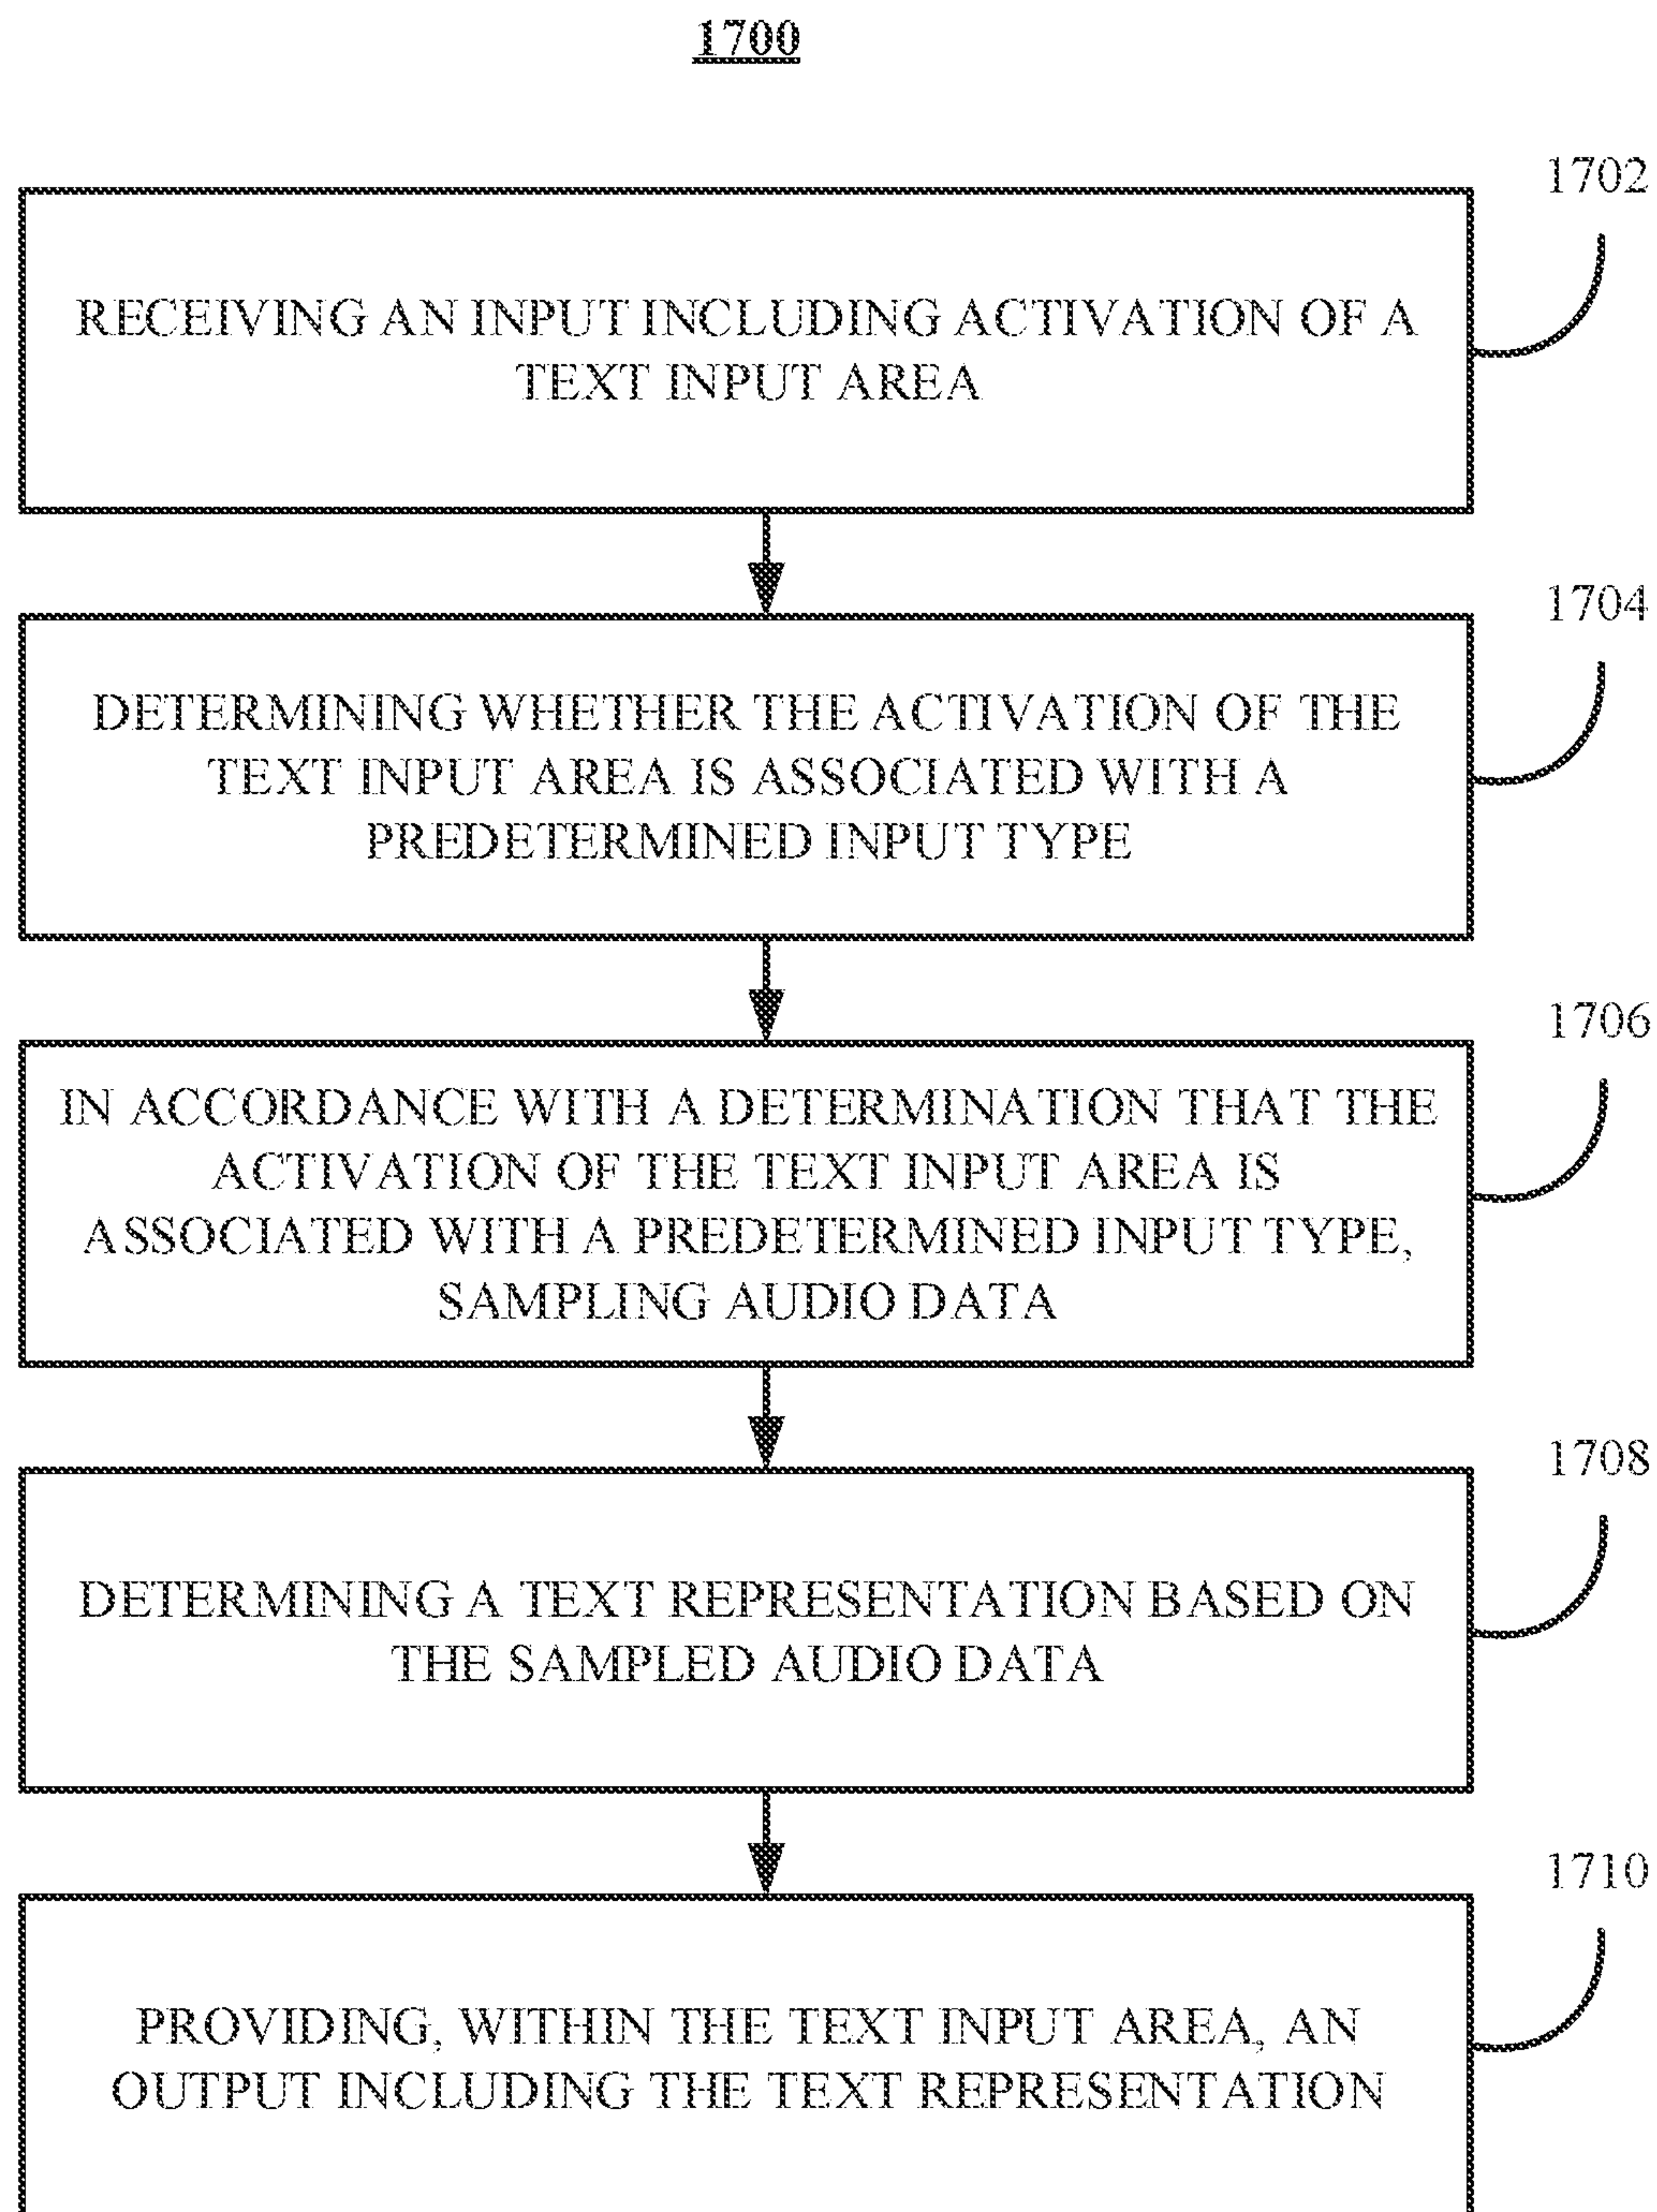 1700
1702
RECEIVING AN INPUT INCLUDING ACTIVATION OF A
TEXT INPUT AREA
1704
DETERMINING WHETHER THE ACTIVATION OF THE
TEXT INPUT AREA IS ASSOCIATED WITH A
PREDETERMINED INPUT TYPE
1706
IN ACCORDANCE WITH A DETERMINATION THAT THE
ACTIVATION OF THE TEXT INPUT AREA IS
ASSOCIATED WITH A PREDETERMINED INPUT TYPE,
SAMPLING AUDIO DATA
1708
DETERMINING A TEXT REPRESENTATION BASED ON
THE SAMPLED AUDIO DATA
1710
PROVIDING, WITHIN THE TEXT INPUT AREA, AN
OUTPUT INCLUDING THE TEXT REPRESENTATION